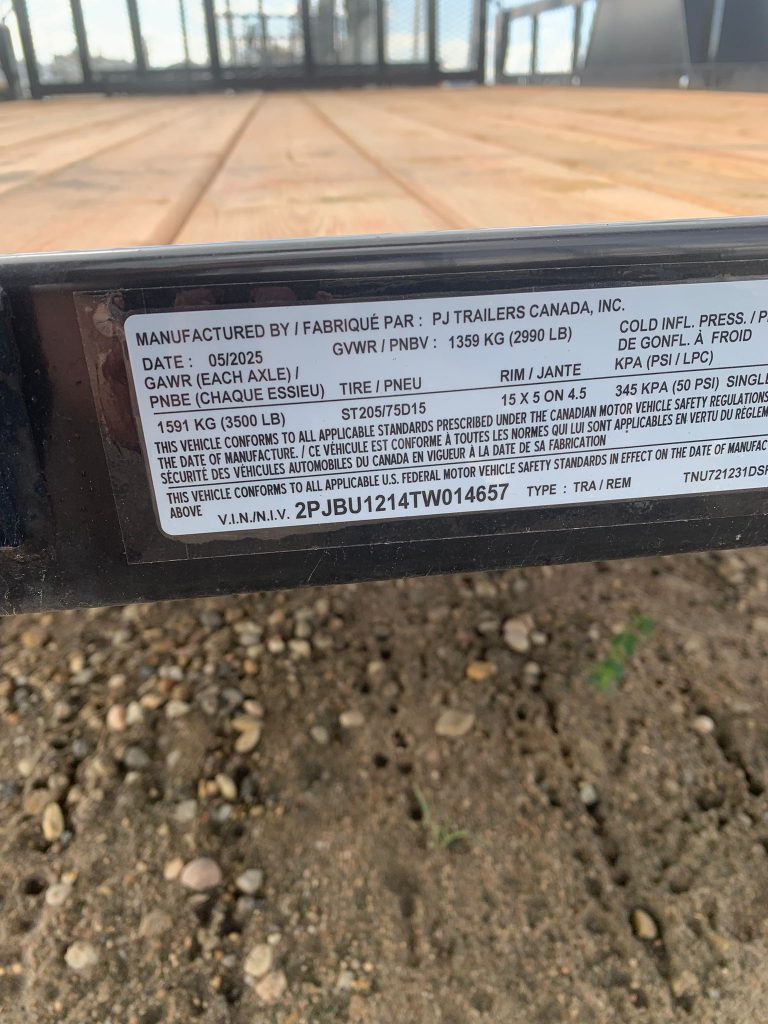 MANUFACTURED BY / FABRIQUÉ PAR : PJ TRAILERS CANADA, INC.
DATE : 05/2025 GVWR / PNBV : 1359 KG (2990 LB) COLD INFL. PRESS. /
GAWR (EACH AXLE) / DE GONFL. À FROID
PNBE (CHAQUE ESSIEU) TIRE / PNEU RIM / JANTE KPA (PSI / LPC)
1591 KG (3500 LB) ST205/75D15 15 X 5 ON 4.5 345 KPA (50 PSI) SINGLE
THIS VEHICLE CONFORMS TO ALL APPLICABLE STANDARDS PRESCRIBED UNDER THE CANADIAN MOTOR VEHICLE SAFETY REGULATIONS
THE DATE OF MANUFACTURE. / CE VÉHICULE EST CONFORME À TOUTES LES NORMES QUI LUI SONT APPLICABLES EN VERTU DU
SÉCURITÉ DES VÉHICULES AUTOMOBILES DU CANADA EN VIGUEUR À LA DATE DE SA FABRICATION
THIS VEHICLE CONFORMS TO ALL APPLICABLE U.S. FEDERAL MOTOR VEHICLE SAFETY STANDARDS IN EFFECT ON THE DATE OF
ABOVE V.I.N./N.I.V. 2PJBU1214TW014657 TYPE : TRA / REM